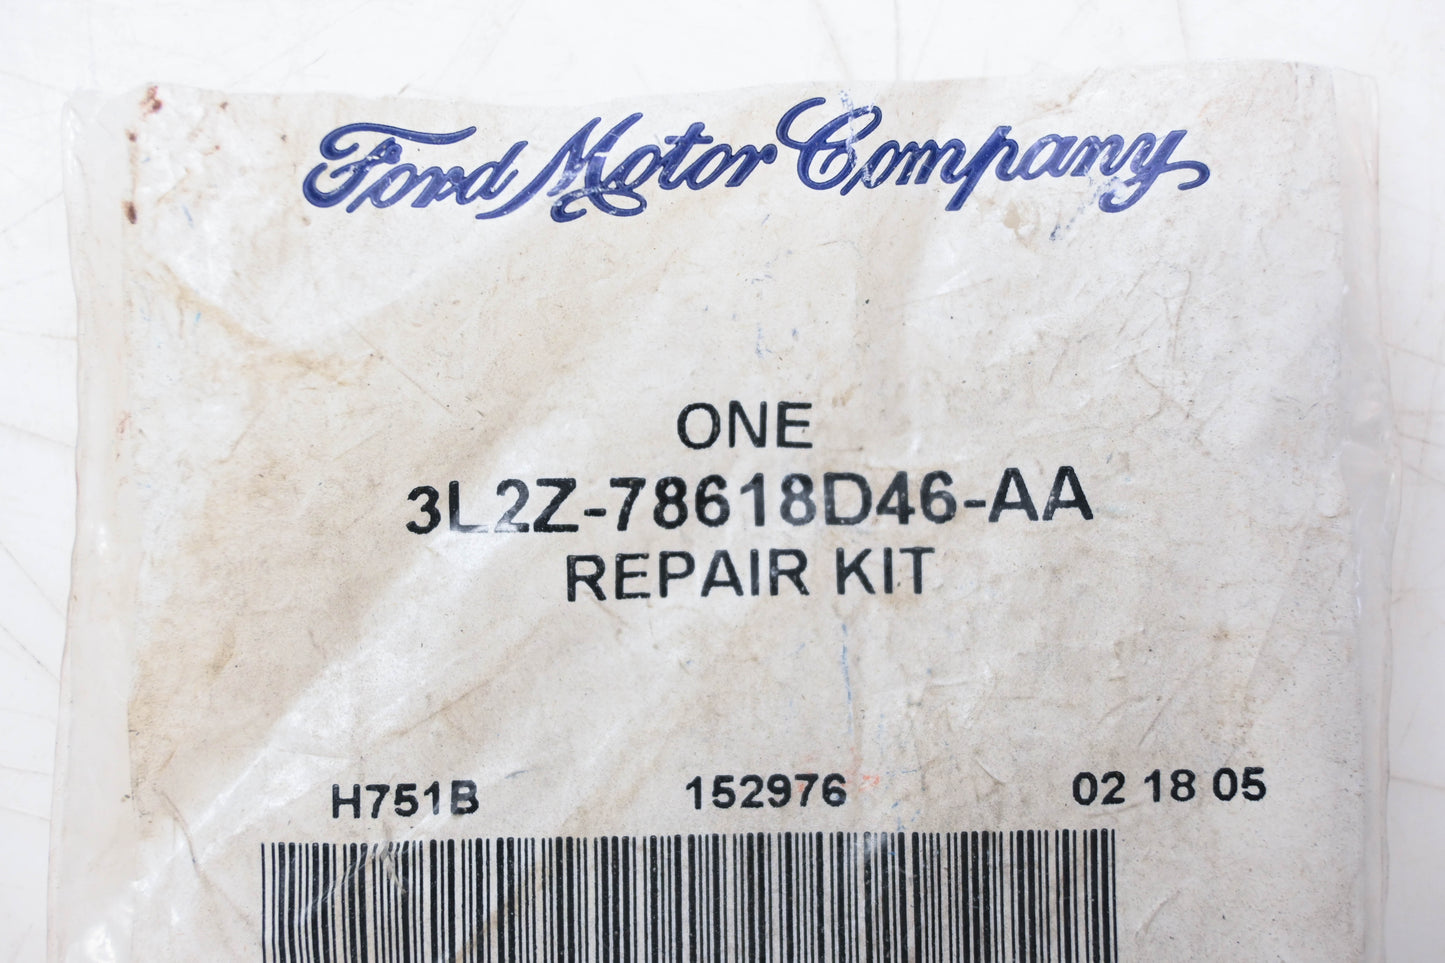 Ford Motor Company
ONE
3L2Z-78618D46-AA
REPAIR KIT
H751B 152976 02 18 05